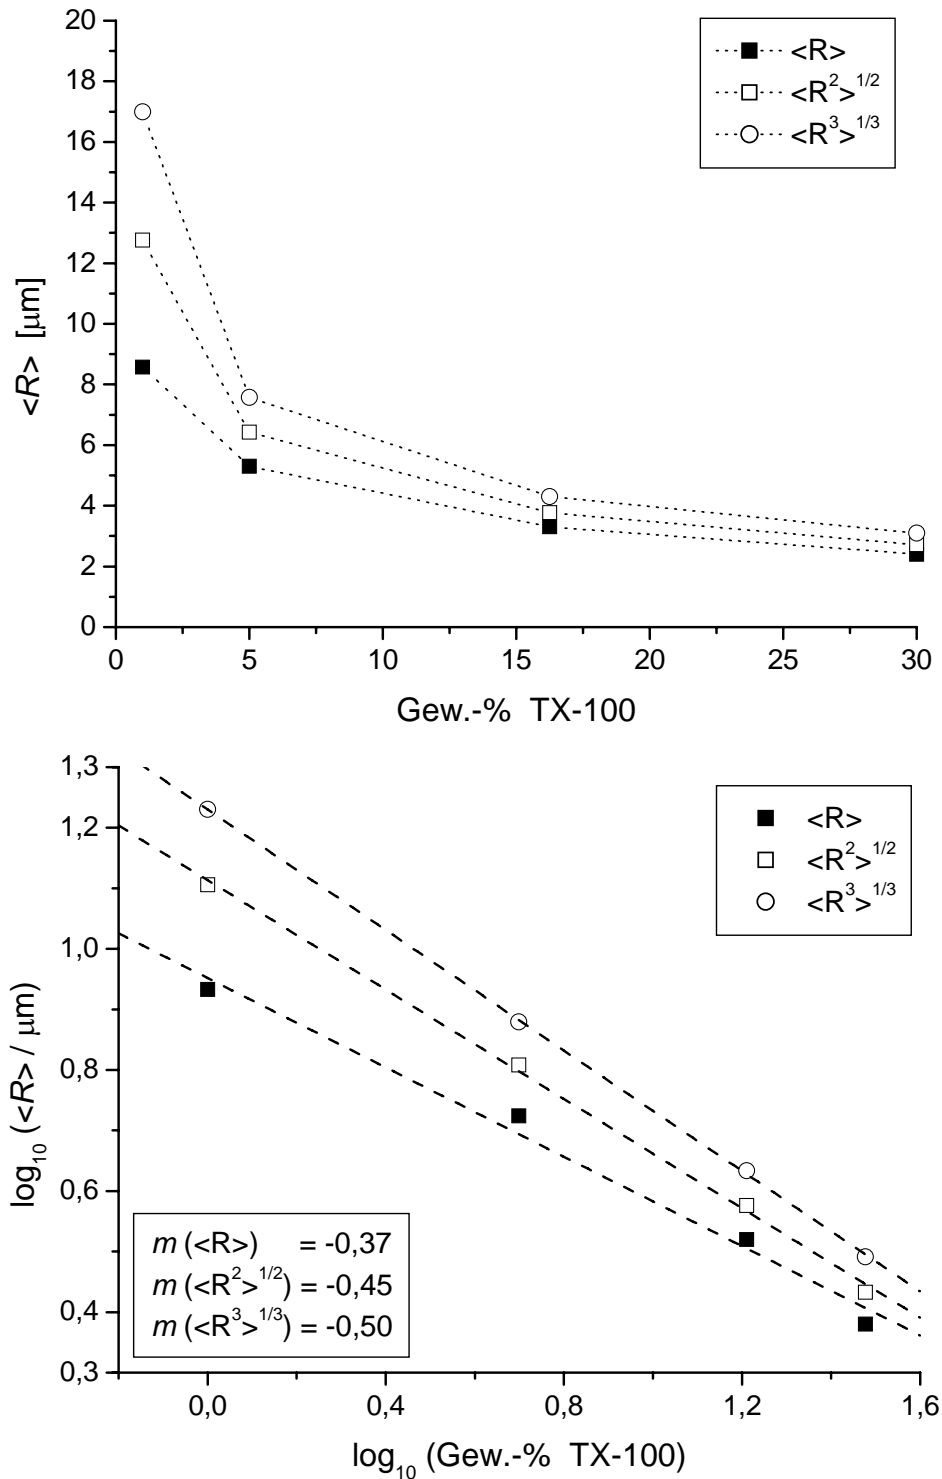 20
18
16
14
12
10
8
6
4
2
0
<R> [μm]
<R>
<R²>^1/2
<R³>^1/3
0 5 10 15 20 25 30
Gew.-% TX-100
1,3
1,2
1,0
0,8
0,6
0,4
0,3
log₁₀ (<R> / μm)
<R>
<R²>^1/2
<R³>^1/3
m (<R>) = -0,37
m (<R²>^1/2) = -0,45
m (<R³>^1/3) = -0,50
0,0 0,4 0,8 1,2 1,6
log₁₀ (Gew.-% TX-100)